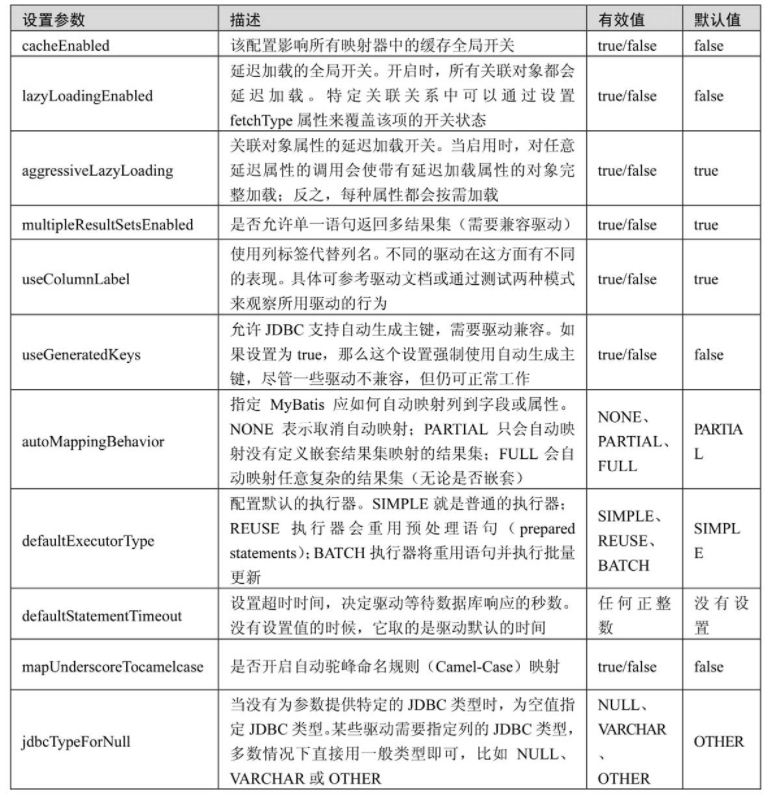 设置参数 描述 有效值 默认值
cacheEnabled 该配置影响所有映射器中的缓存全局开关 true/false false
延迟加载的全局开关。开启时，所有关联对象都会
lazyLoadingEnabled 延迟加载。特定关联关系中可以通过设置 true/false false
fetchType 属性来覆盖该项的开关状态
关联对象属性的延迟加载开关。当启用时，对任意
aggressiveLazyLoading 延迟属性的调用会使带有延迟加载属性的对象完 true/false true
整加载；反之，每种属性都会按需加载
multipleResultSetsEnabled 是否允许单一语句返回多结果集（需要兼容驱动） true/false true
使用列标签代替列名。不同的驱动在这方面有不同
useColumnLabel 的表现。具体可参考驱动文档或通过测试两种模式 true/false true
来观察所用驱动的行为
允许 JDBC 支持自动生成主键，需要驱动兼容。如
useGeneratedKeys 果设置为 true，那么这个设置强制使用自动生成主 true/false false
键，尽管一些驱动不兼容，但仍可正常工作
指定 MyBatis 应如何自动映射列到字段或属性。
NONE 表示取消自动映射；PARTIAL 只会自动映 NONE、
autoMappingBehavior 射没有定义嵌套结果集映射的结果集；FULL 会自 PARTIAL、 PARTIA
动映射任意复杂的结果集（无论是否嵌套） FULL L
配置默认的执行器。SIMPLE 就是普通的执行器；
REUSE 执行器会重用预处理语句（prepared SIMPLE、
defaultExecutorType statements）；BATCH 执行器将重用语句并执行批量 REUSE、 SIMPL
更新 BATCH E
设置超时时间，决定驱动等待数据库响应的秒数。 任何正整 没有设
defaultStatementTimeout 没有设置值的时候，它取的是驱动默认的时间 数 置
mapUnderscoreTocamelcase 是否开启自动驼峰命名规则（Camel-Case）映射 true/false false
当没有为参数提供特定的 JDBC 类型时，为空值指 NULL、
jdbcTypeForNull 定 JDBC 类型。某些驱动需要指定列的 JDBC 类型， VARCHAR OTHER
多数情况下直接用一般类型即可，比如 NULL、 、
VARCHAR 或 OTHER OTHER